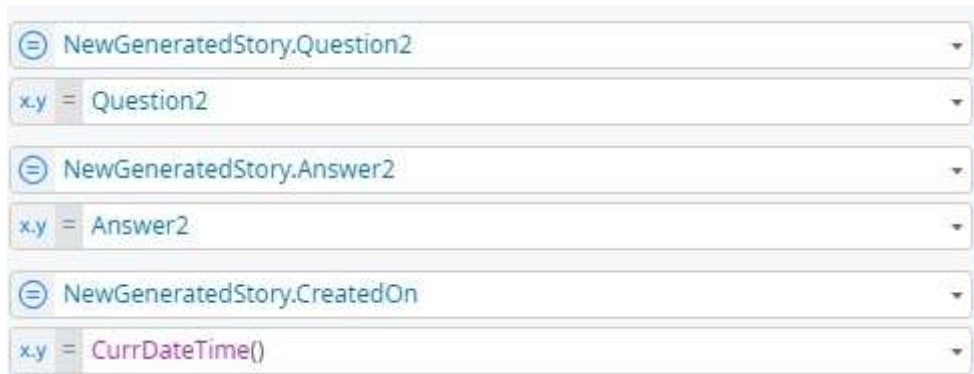 NewGeneratedStory.Question2
x.y = Question2
NewGeneratedStory.Answer2
x.y = Answer2
NewGeneratedStory.CreatedOn
x.y = CurrDateTime()